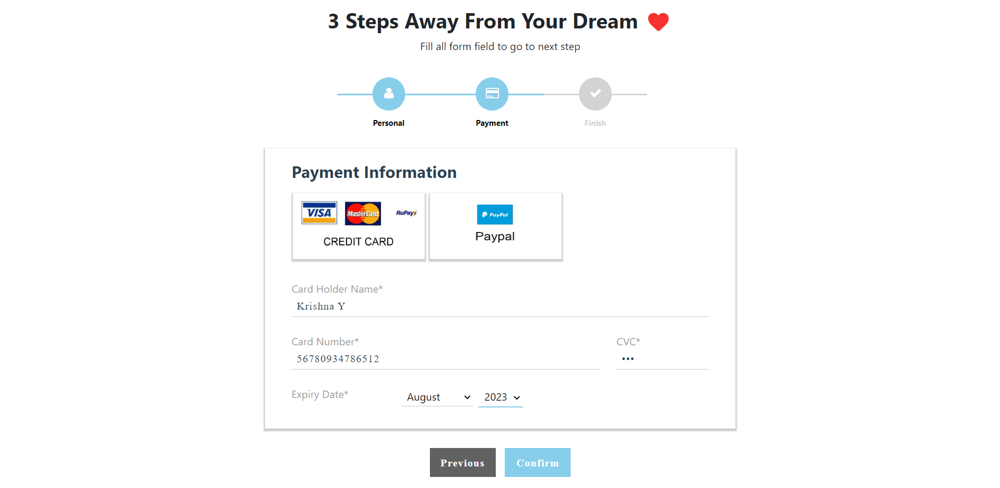 3 Steps Away From Your Dream
Fill all form field to go to next step
Personal
Payment
Finish
Payment Information
VISA MasterCard RuPay
CREDIT CARD
PayPal
Paypal
Card Holder Name*
Krishna Y
Card Number* CVC*
56780934786512 •••
Expiry Date* August 2023
Previous Confirm